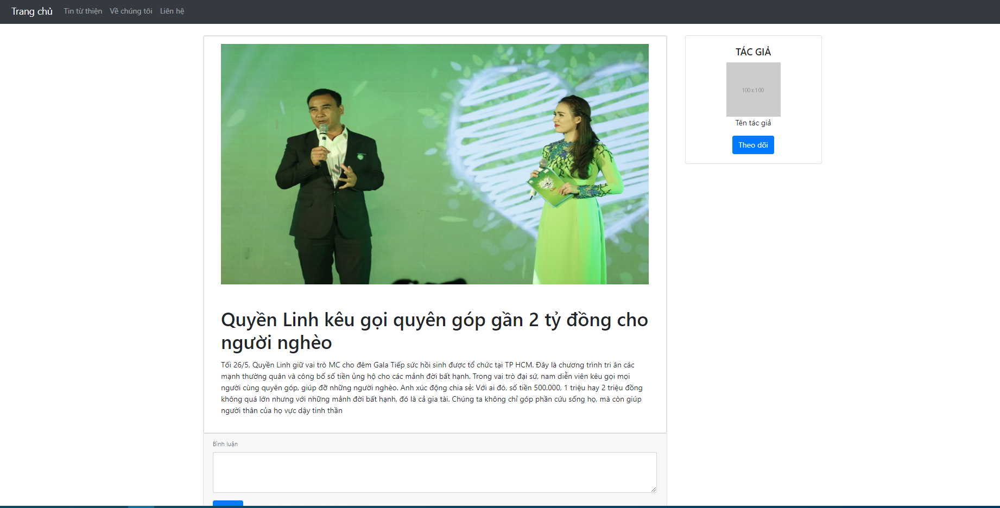 Trang chủ Tin từ thiện Về chúng tôi Liên hệ
Quyền Linh kêu gọi quyên góp gần 2 tỷ đồng cho
người nghèo
Tối 26/5, Quyền Linh giữ vai trò MC cho đêm Gala Tiếp sức hồi sinh được tổ chức tại TP HCM. Đây là chương trình tri ân các
mạnh thường quân và công bố số tiền ủng hộ cho các mảnh đời bất hạnh. Trong vai trò đại sứ, nam diễn viên kêu gọi mọi
người cùng quyên góp, giúp đỡ những người nghèo. Anh xúc động chia sẻ: Với ai đó, số tiền 500.000, 1 triệu hay 2 triệu đồng
không quá lớn nhưng với những mảnh đời bất hạnh, đó là cả gia tài. Chúng ta không chỉ góp phần cứu sống họ, mà còn giúp
người thân của họ vực dậy tinh thần
Bình luận
TÁC GIẢ
100 x 100
Tên tác giả
Theo dõi